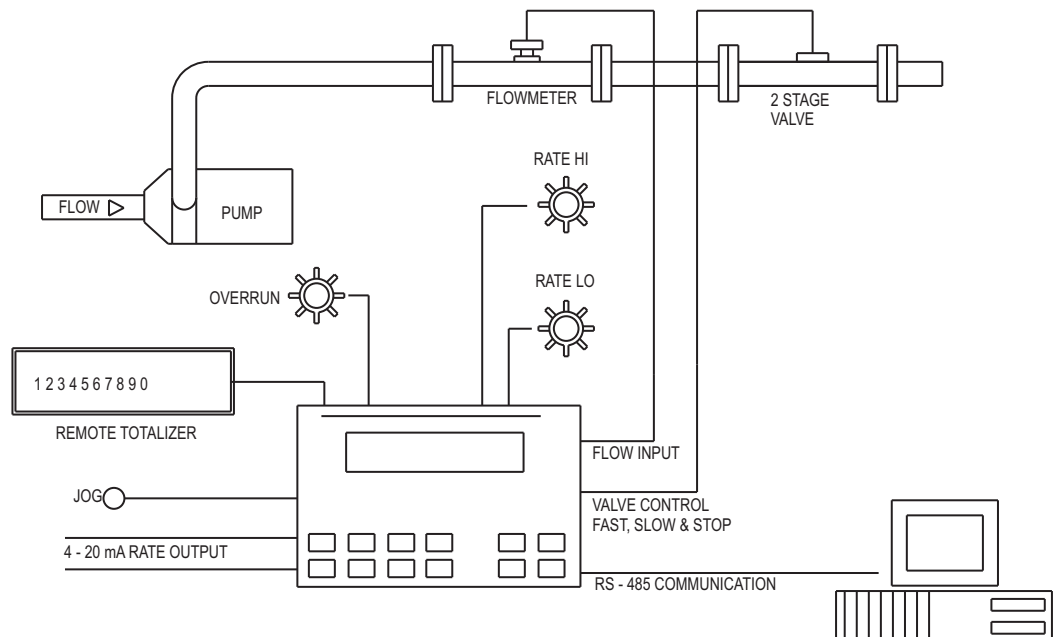 FLOWMETER
2 STAGE
VALVE
RATE HI
FLOW
PUMP
RATE LO
OVERRUN
1 2 3 4 5 6 7 8 9 0
REMOTE TOTALIZER
FLOW INPUT
JOG
VALVE CONTROL
FAST, SLOW & STOP
4 - 20 mA RATE OUTPUT
RS - 485 COMMUNICATION